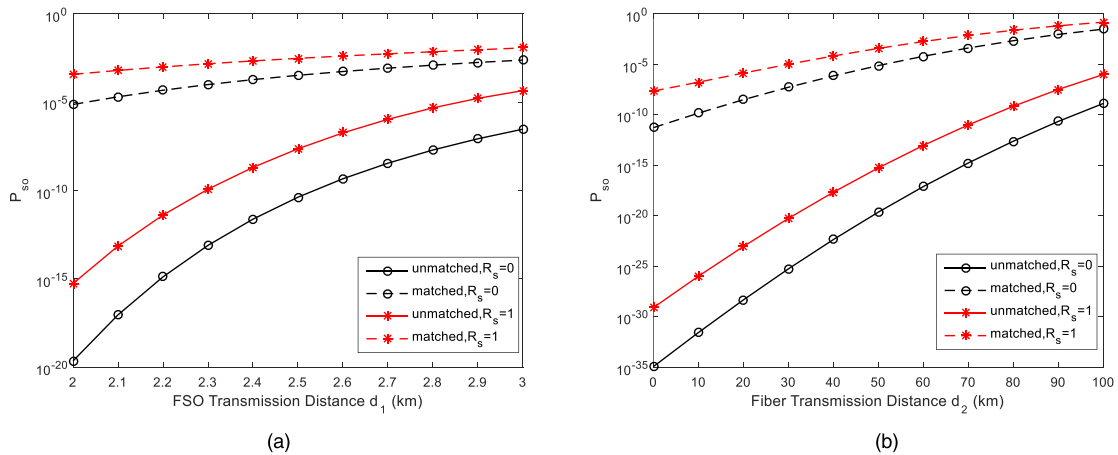 10^0
10^-5
10^-10
10^-15
10^-20
P_so
2 2.1 2.2 2.3 2.4 2.5 2.6 2.7 2.8 2.9 3
FSO Transmission Distance d_1 (km)
unmatched,R_s=0
matched,R_s=0
unmatched,R_s=1
matched,R_s=1
(a)
10^0
10^-5
10^-10
10^-15
10^-20
10^-25
10^-30
10^-35
P_so
0 10 20 30 40 50 60 70 80 90 100
Fiber Transmission Distance d_2 (km)
unmatched,R_s=0
matched,R_s=0
unmatched,R_s=1
matched,R_s=1
(b)